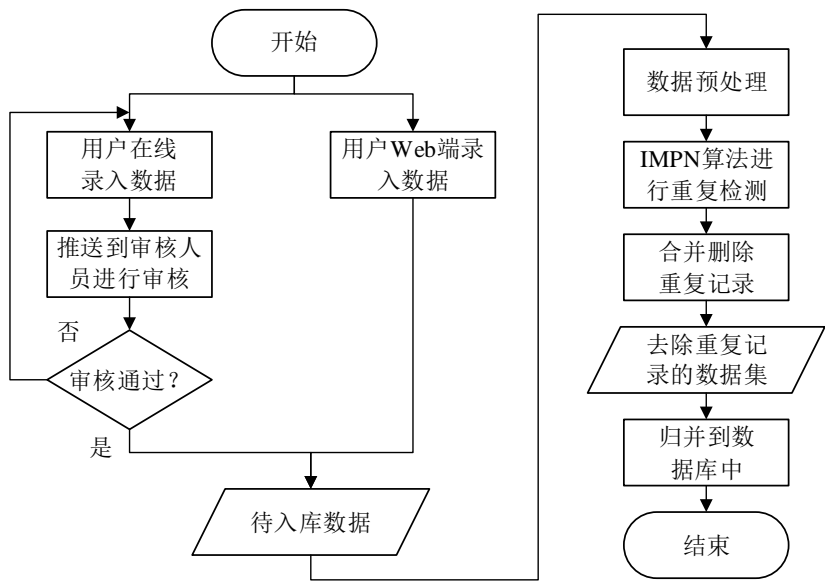 开始
用户在线
录入数据
用户Web端录
入数据
推送到审核人
员进行审核
否
审核通过？
是
待入库数据
数据预处理
IMPN算法进
行重复检测
合并删除
重复记录
去除重复记
录的数据集
归并到数
据库中
结束